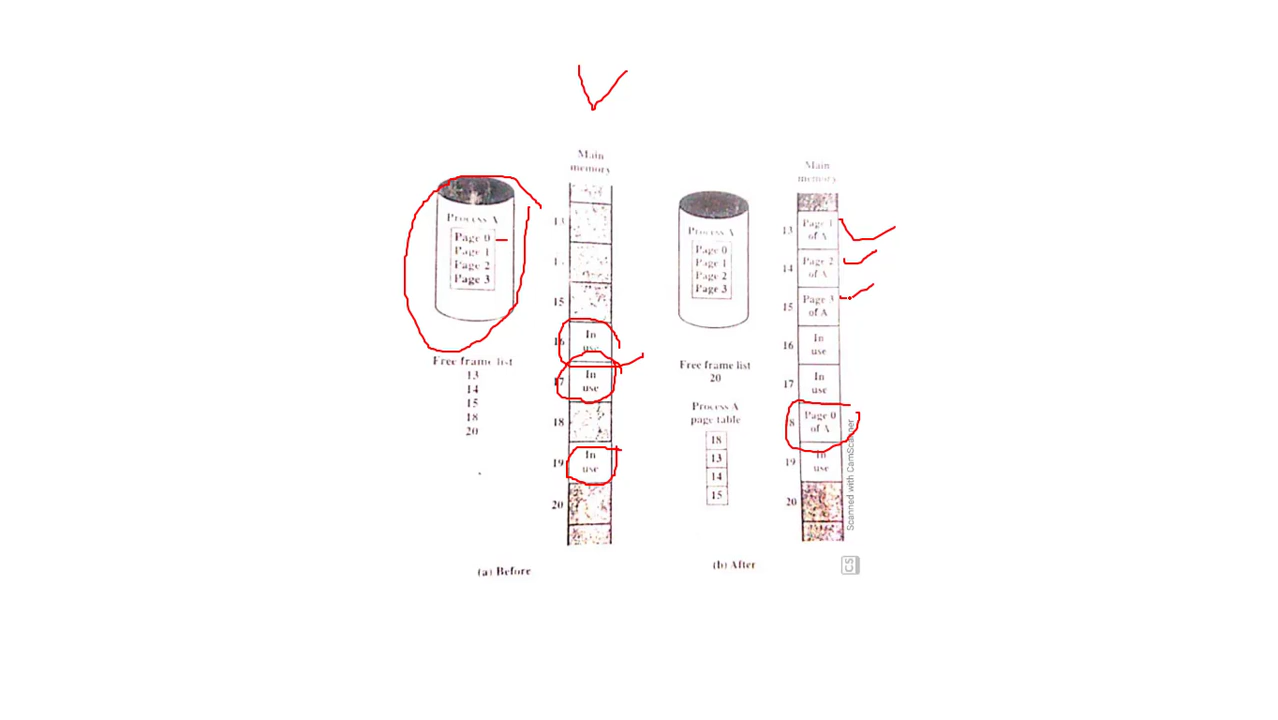 Main
memory
Process A
Page 0
Page 1
Page 2
Page 3
13
15
In
use
16
In
use
17
18
In
use
19
20
Free frame list
13
14
15
18
20
(a) Before
Main
memory
Process A
Page 0
Page 1
Page 2
Page 3
13
Page 1
of A
14
Page 2
of A
15
Page 3
of A
16
In
use
17
In
use
8
Page 0
of A
19
In
use
20
Free frame list
20
Process A
page table
18
13
14
15
(b) After
Scanned with CamScanner
CS